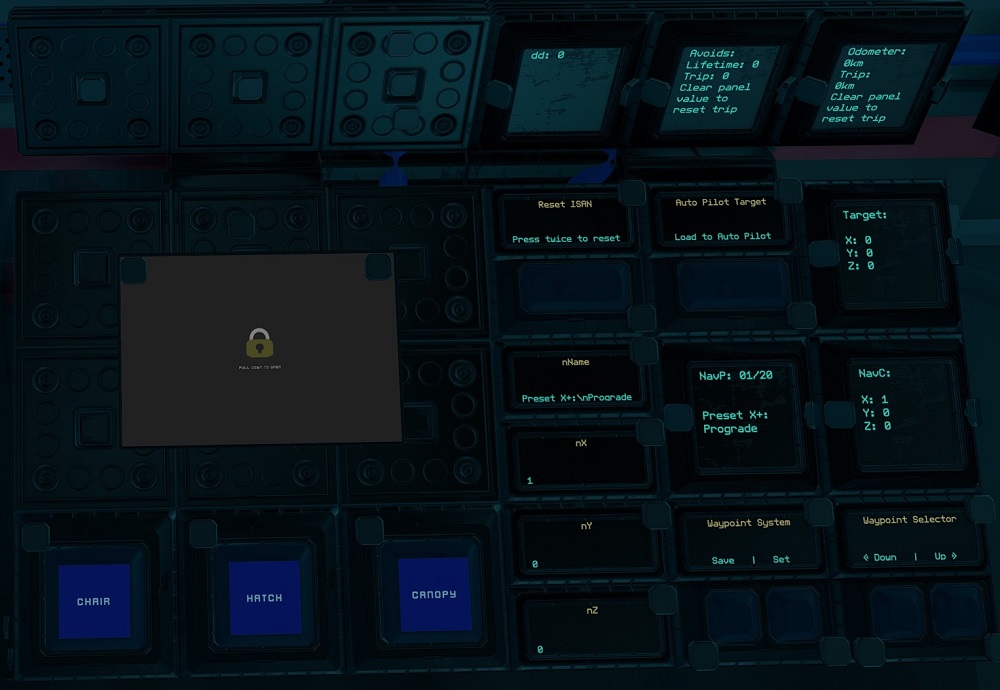 dd: 0
Avoids:
Lifetime: 0
Trip: 0
Clear panel
value to
reset trip
Odometer:
0km
Trip:
0km
Clear panel
value to
reset trip
Reset ISAN
Press twice to reset
Auto Pilot Target
Load to Auto Pilot
Target:
X: 0
Y: 0
Z: 0
nName
Preset X+:\nPrograde
NavP: 01/20
Preset X+:
Prograde
NavC:
X: 1
Y: 0
Z: 0
nX
1
nY
0
Waypoint System
Save | Set
Waypoint Selector
« Down | Up »
nZ
0
CHAIR
HATCH
CANOPY